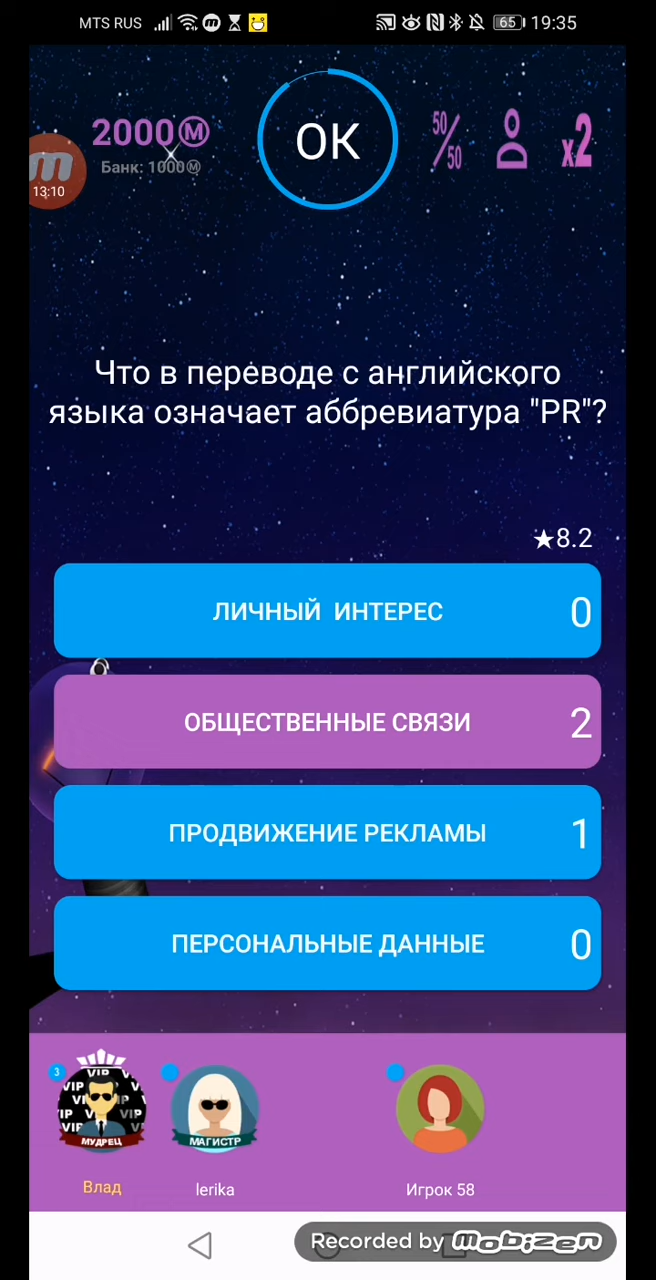 MTS RUS 65 19:35
2000M
Банк: 1000M
13:10
OK
50/50
x2
Что в переводе с английского
языка означает аббревиатура "PR"?
★8.2
ЛИЧНЫЙ ИНТЕРЕС 0
ОБЩЕСТВЕННЫЕ СВЯЗИ 2
ПРОДВИЖЕНИЕ РЕКЛАМЫ 1
ПЕРСОНАЛЬНЫЕ ДАННЫЕ 0
3
VIP
МУДРЕЦ
МАГИСТР
Влад
lerika
Игрок 58
Recorded by mobizen